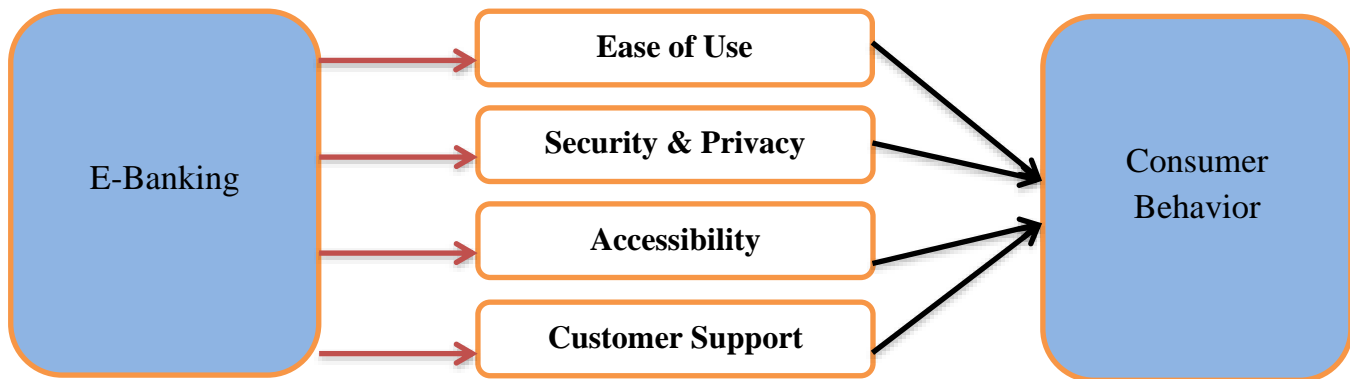 E-Banking
Ease of Use
Security & Privacy
Accessibility
Customer Support
Consumer
Behavior